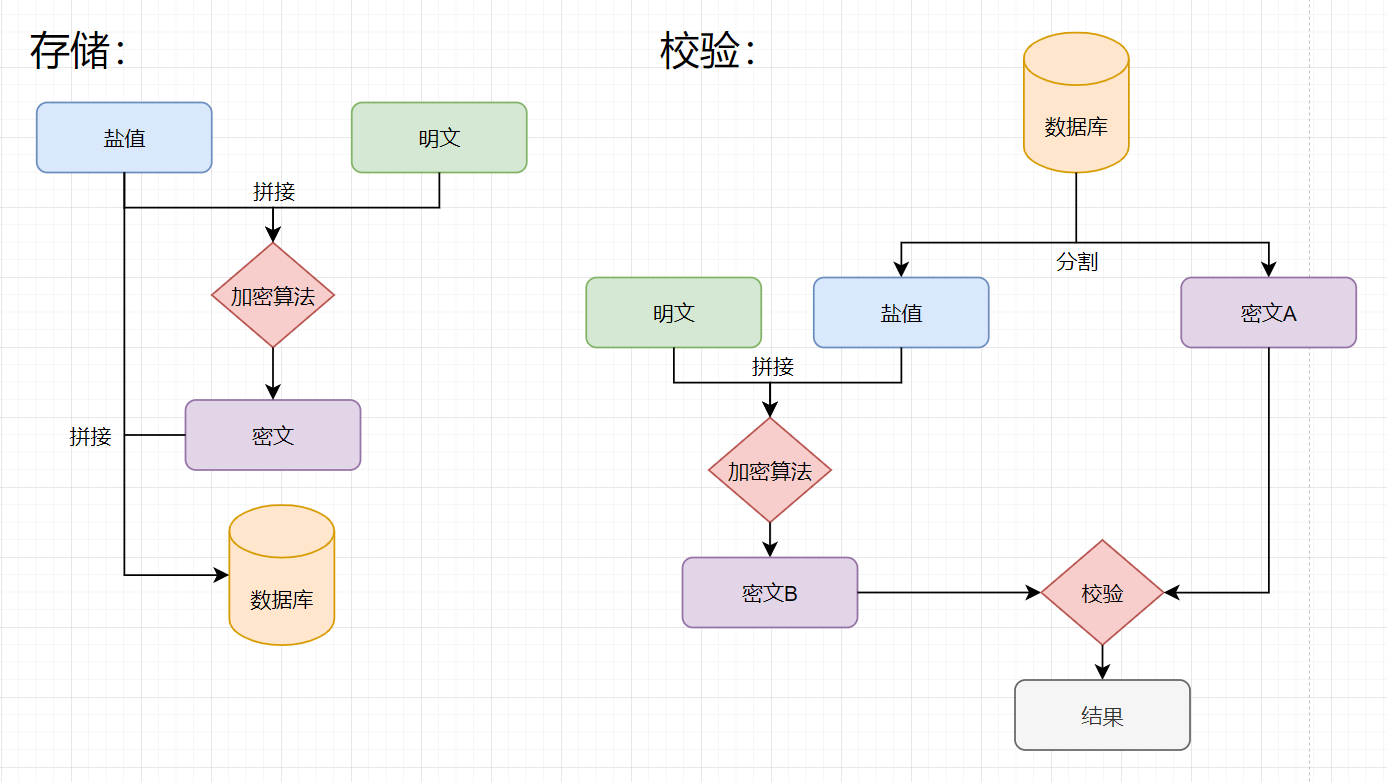 存储：
盐值
明文
拼接
加密算法
密文
拼接
数据库
校验：
数据库
分割
明文
盐值
密文A
拼接
加密算法
密文B
校验
结果